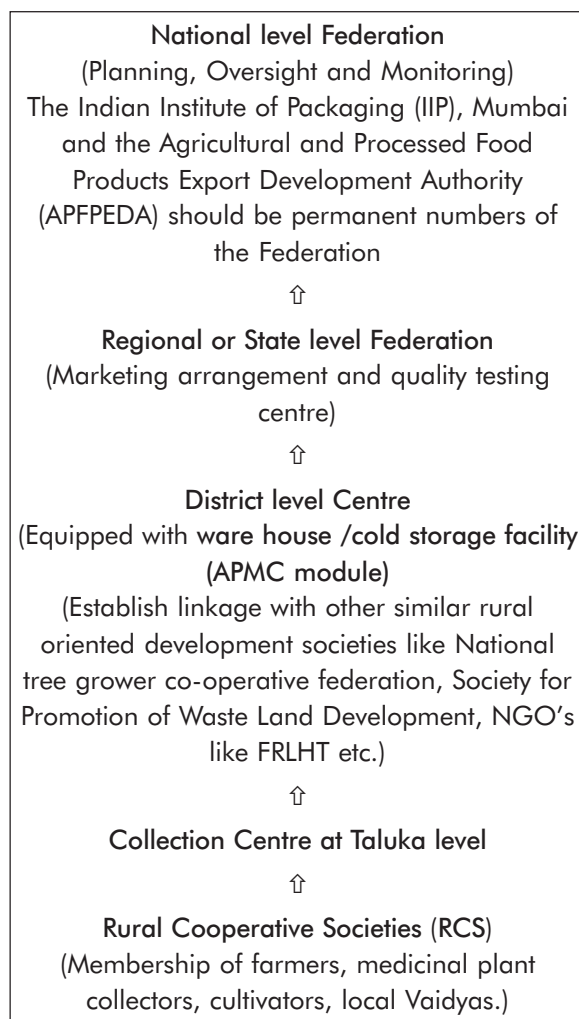 National level Federation
(Planning, Oversight and Monitoring)
The Indian Institute of Packaging (IIP), Mumbai
and the Agricultural and Processed Food
Products Export Development Authority
(APFPEDA) should be permanent numbers of
the Federation
⇧
Regional or State level Federation
(Marketing arrangement and quality testing
centre)
⇧
District level Centre
(Equipped with ware house /cold storage facility
(APMC module)
(Establish linkage with other similar rural
oriented development societies like National
tree grower co-operative federation, Society for
Promotion of Waste Land Development, NGO’s
like FRLHT etc.)
⇧
Collection Centre at Taluka level
⇧
Rural Cooperative Societies (RCS)
(Membership of farmers, medicinal plant
collectors, cultivators, local Vaidyas.)